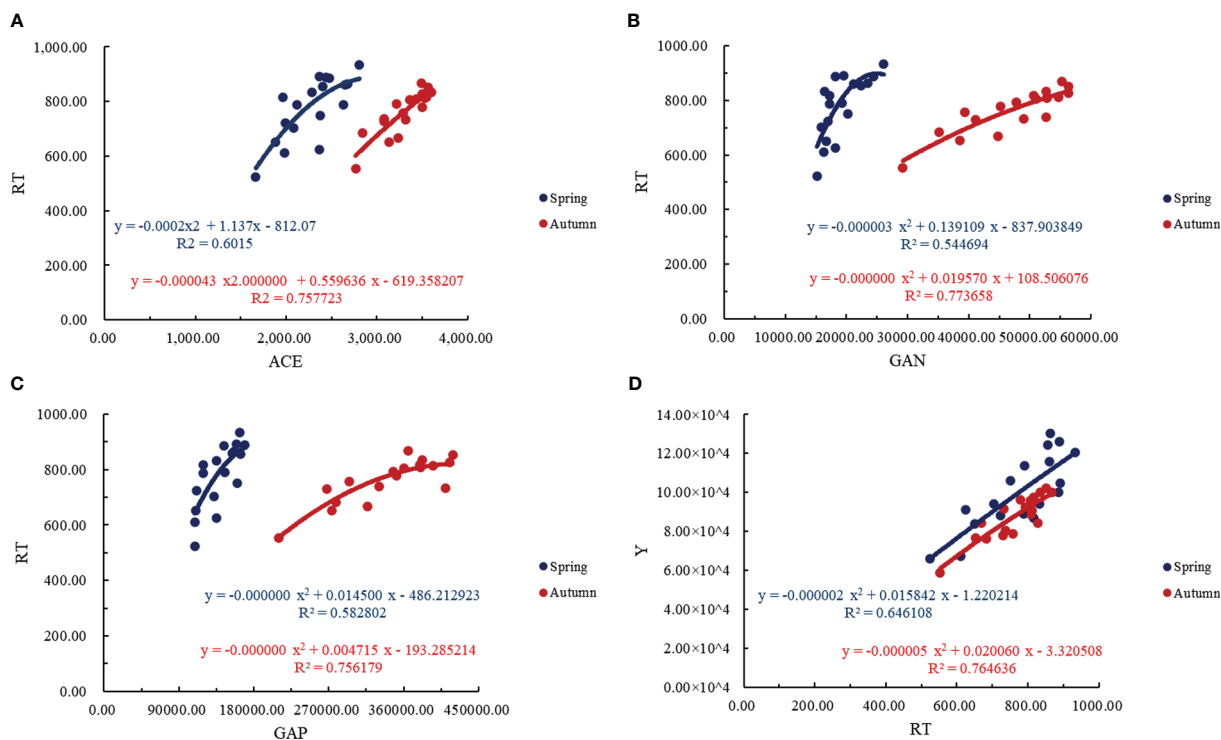 A
1,000.00
800.00
600.00
400.00
200.00
0.00
RT
0.00 1,000.00 2,000.00 3,000.00 4,000.00
ACE
y = -0.0002x2 + 1.137x - 812.07
R2 = 0.6015
y = -0.000043 x2.000000 + 0.559636 x - 619.358207
R2 = 0.757723
Spring
Autumn
B
1000.00
800.00
600.00
400.00
200.00
0.00
RT
0.00 10000.00 20000.00 30000.00 40000.00 50000.00 60000.00
GAN
y = -0.000003 x² + 0.139109 x - 837.903849
R² = 0.544694
y = -0.000000 x² + 0.019570 x + 108.506076
R² = 0.773658
Spring
Autumn
C
1000.00
800.00
600.00
400.00
200.00
0.00
RT
0.00 90000.00 180000.00 270000.00 360000.00 450000.00
GAP
y = -0.000000 x² + 0.014500 x - 486.212923
R² = 0.582802
y = -0.000000 x² + 0.004715 x - 193.285214
R² = 0.756179
Spring
Autumn
D
14.00×10^4
12.00×10^4
10.00×10^4
8.00×10^4
6.00×10^4
4.00×10^4
2.00×10^4
0.00×10^4
Y
0.00 200.00 400.00 600.00 800.00 1000.00
RT
y = -0.000002 x² + 0.015842 x - 1.220214
R² = 0.646108
y = -0.000005 x² + 0.020060 x - 3.320508
R² = 0.764636
Spring
Autumn